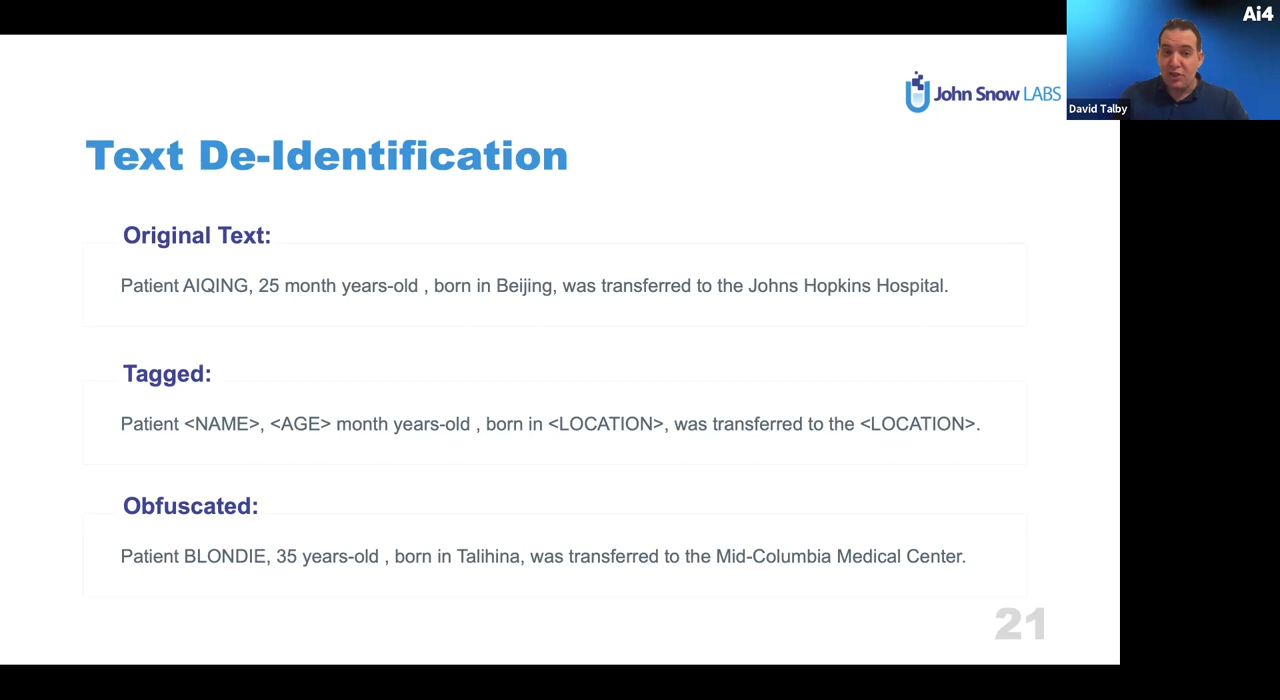 Ai4
John Snow LABS
David Talby
Text De-Identification
Original Text:
Patient AIQING, 25 month years-old , born in Beijing, was transferred to the Johns Hopkins Hospital.
Tagged:
Patient <NAME>, <AGE> month years-old , born in <LOCATION>, was transferred to the <LOCATION>.
Obfuscated:
Patient BLONDIE, 35 years-old , born in Talihina, was transferred to the Mid-Columbia Medical Center.
21